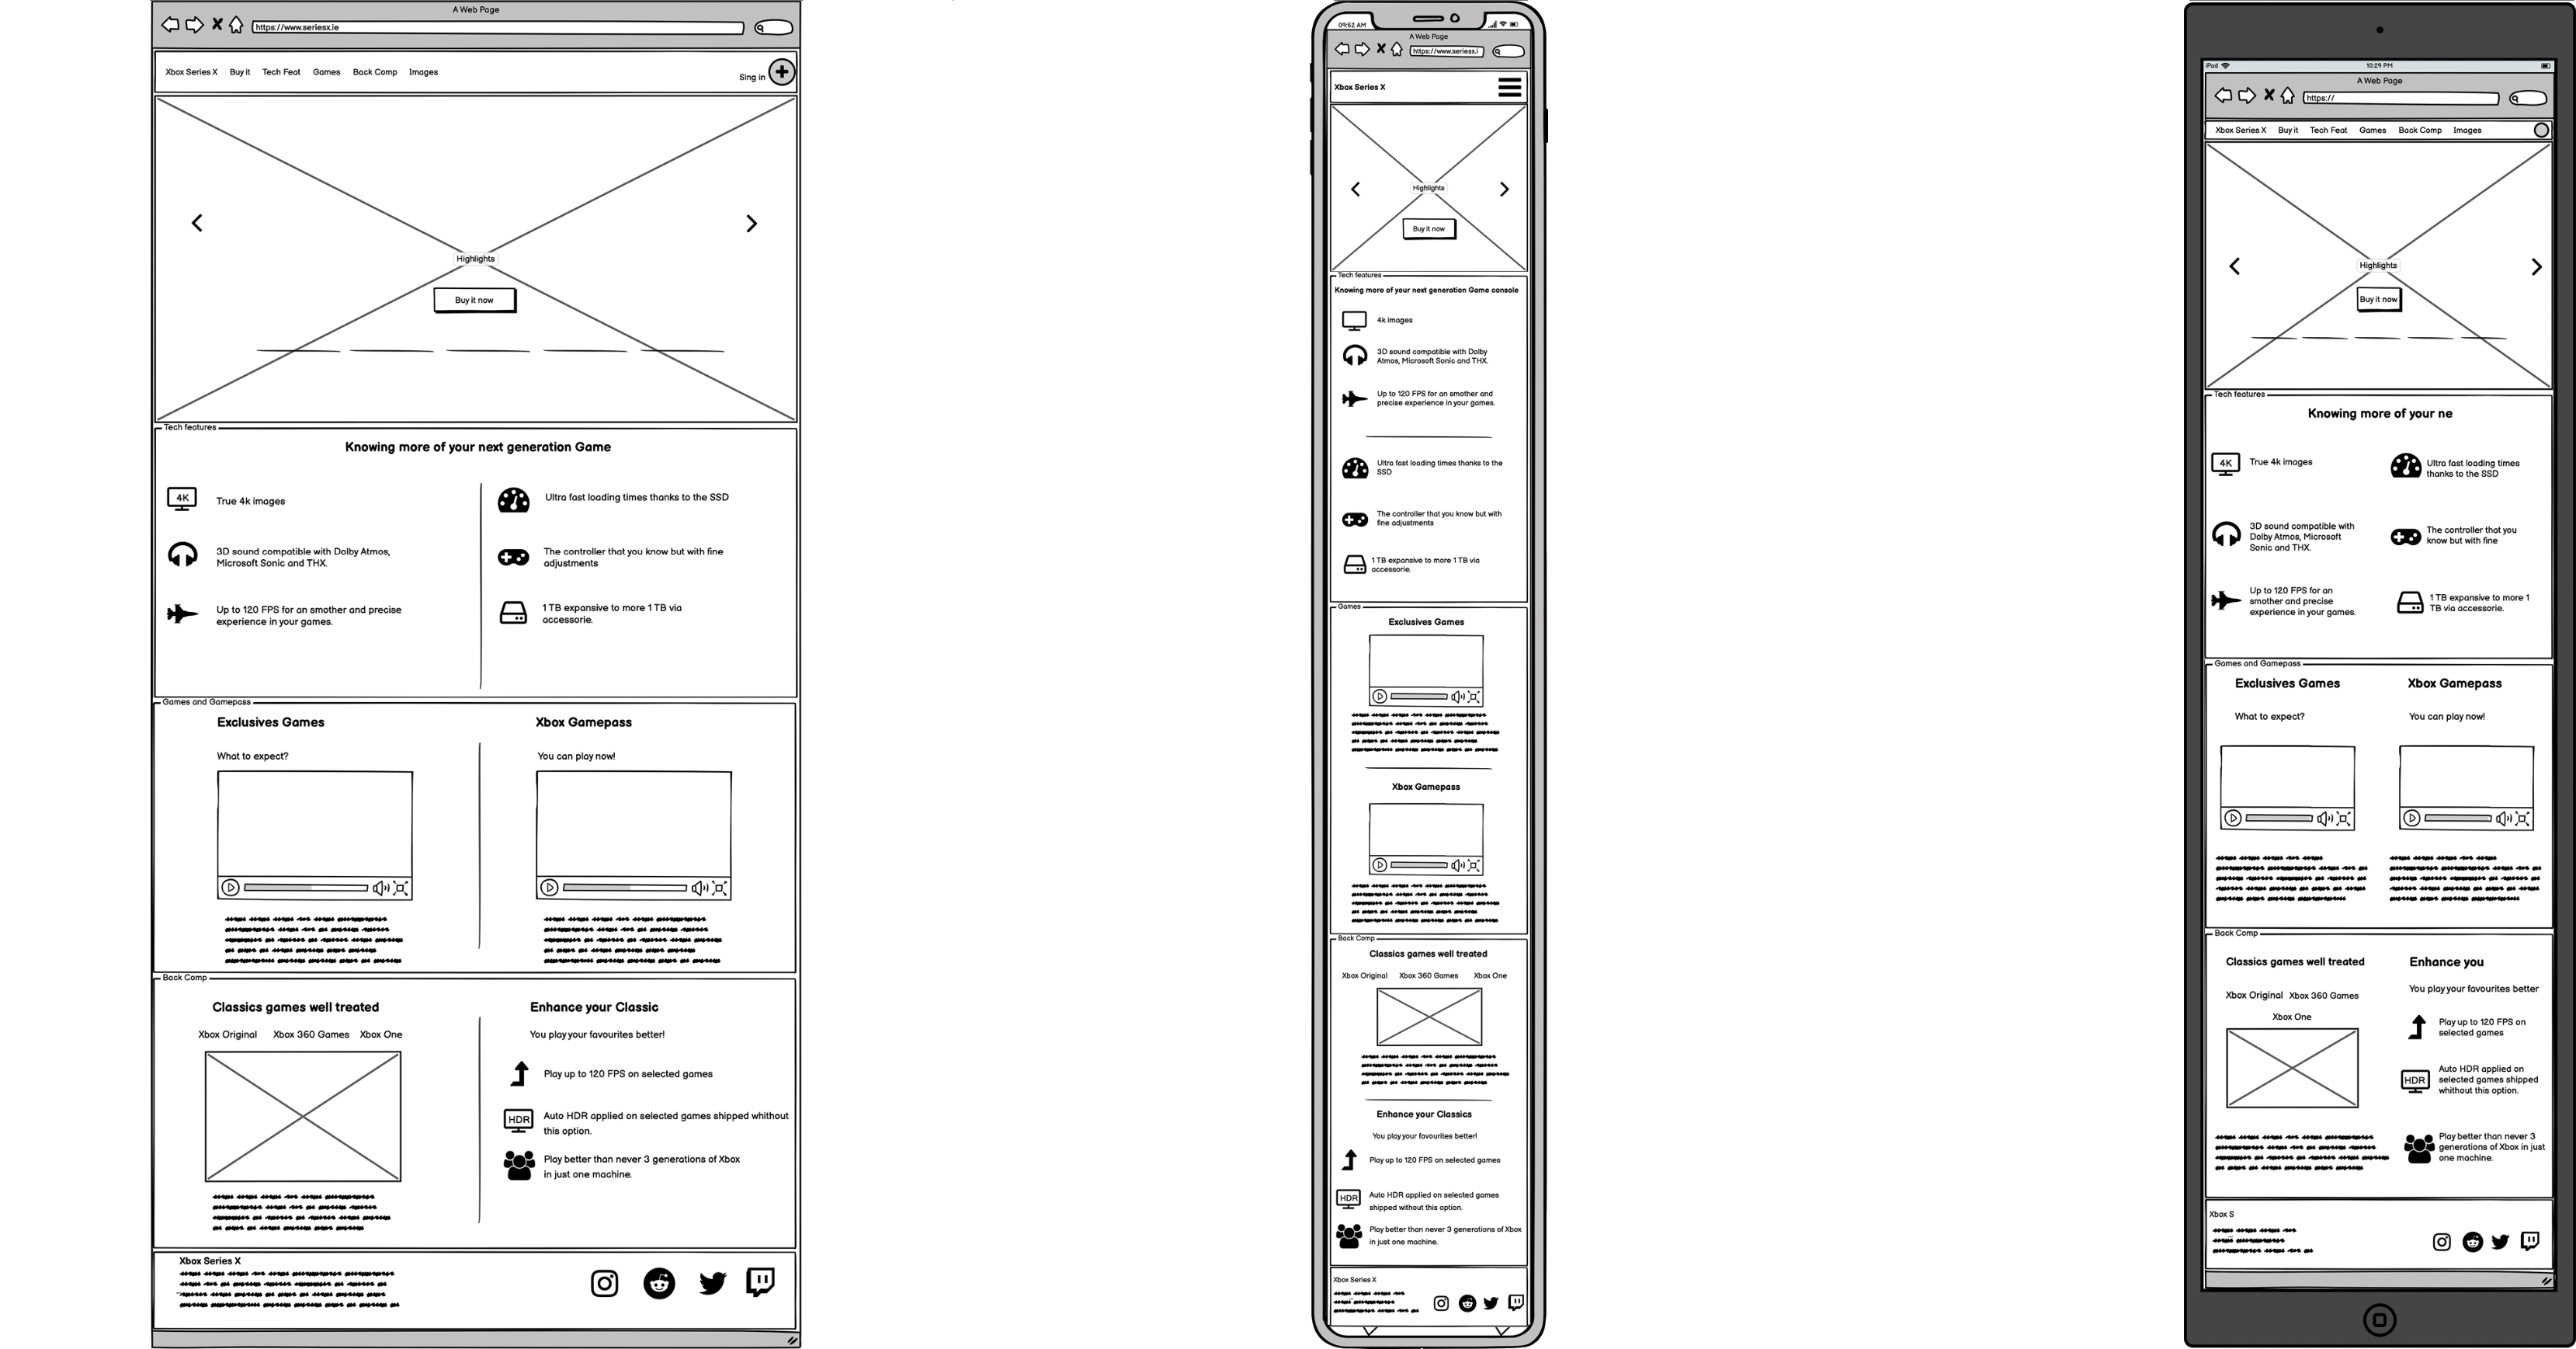 A Web Page
https://www.seriesx.ie
Xbox Series X Buy it Tech Feat Games Back Comp Images
Sing in
Highlights
Buy it now
Tech features
Knowing more of your next generation Game
4K
True 4k images
3D sound compatible with Dolby Atmos,
Microsoft Sonic and THX.
Up to 120 FPS for an smother and precise
experience in your games.
Ultra fast loading times thanks to the SSD
The controller that you know but with fine
adjustments
1 TB expansive to more 1 TB via
accessorie.
Games and Gamepass
Exclusives Games
What to expect?
Xbox Gamepass
You can play now!
Back Comp
Classics games well treated
Xbox Original Xbox 360 Games Xbox One
Enhance your Classic
You play your favourites better!
Play up to 120 FPS on selected games
HDR
Auto HDR applied on selected games shipped whithout
this option.
Play better than never 3 generations of Xbox
in just one machine.
Xbox Series X
09:52 AM
A Web Page
https://www.seriesx.i
Xbox Series X
Highlights
Buy it now
Tech features
Knowing more of your next generation Game console
4k images
3D sound compatible with Dolby
Atmos, Microsoft Sonic and THX.
Up to 120 FPS for an smother and
precise experience in your games.
Ultra fast loading times thanks to the
SSD
The controller that you know but with
fine adjustments
1 TB expansive to more 1 TB via
accessorie.
Games
Exclusives Games
Xbox Gamepass
Back Comp
Classics games well treated
Xbox Original Xbox 360 Games Xbox One
Enhance your Classics
You play your favourites better!
Play up to 120 FPS on selected games
HDR
Auto HDR applied on selected games
shipped without this option.
Play better than never 3 generations of Xbox
in just one machine.
Xbox Series X
iPad
10:29 PM
A Web Page
https://
Xbox Series X Buy it Tech Feat Games Back Comp Images
Highlights
Buy it now
Tech features
Knowing more of your ne
4K
True 4k images
3D sound compatible with
Dolby Atmos, Microsoft
Sonic and THX.
Up to 120 FPS for an
smother and precise
experience in your games.
Ultra fast loading times
thanks to the SSD
The controller that you
know but with fine
1 TB expansive to more 1
TB via accessorie.
Games and Gamepass
Exclusives Games
What to expect?
Xbox Gamepass
You can play now!
Back Comp
Classics games well treated
Xbox Original Xbox 360 Games
Xbox One
Enhance you
You play your favourites better
Play up to 120 FPS on
selected games
HDR
Auto HDR applied on
selected games shipped
whithout this option.
Play better than never 3
generations of Xbox in just
one machine.
Xbox S